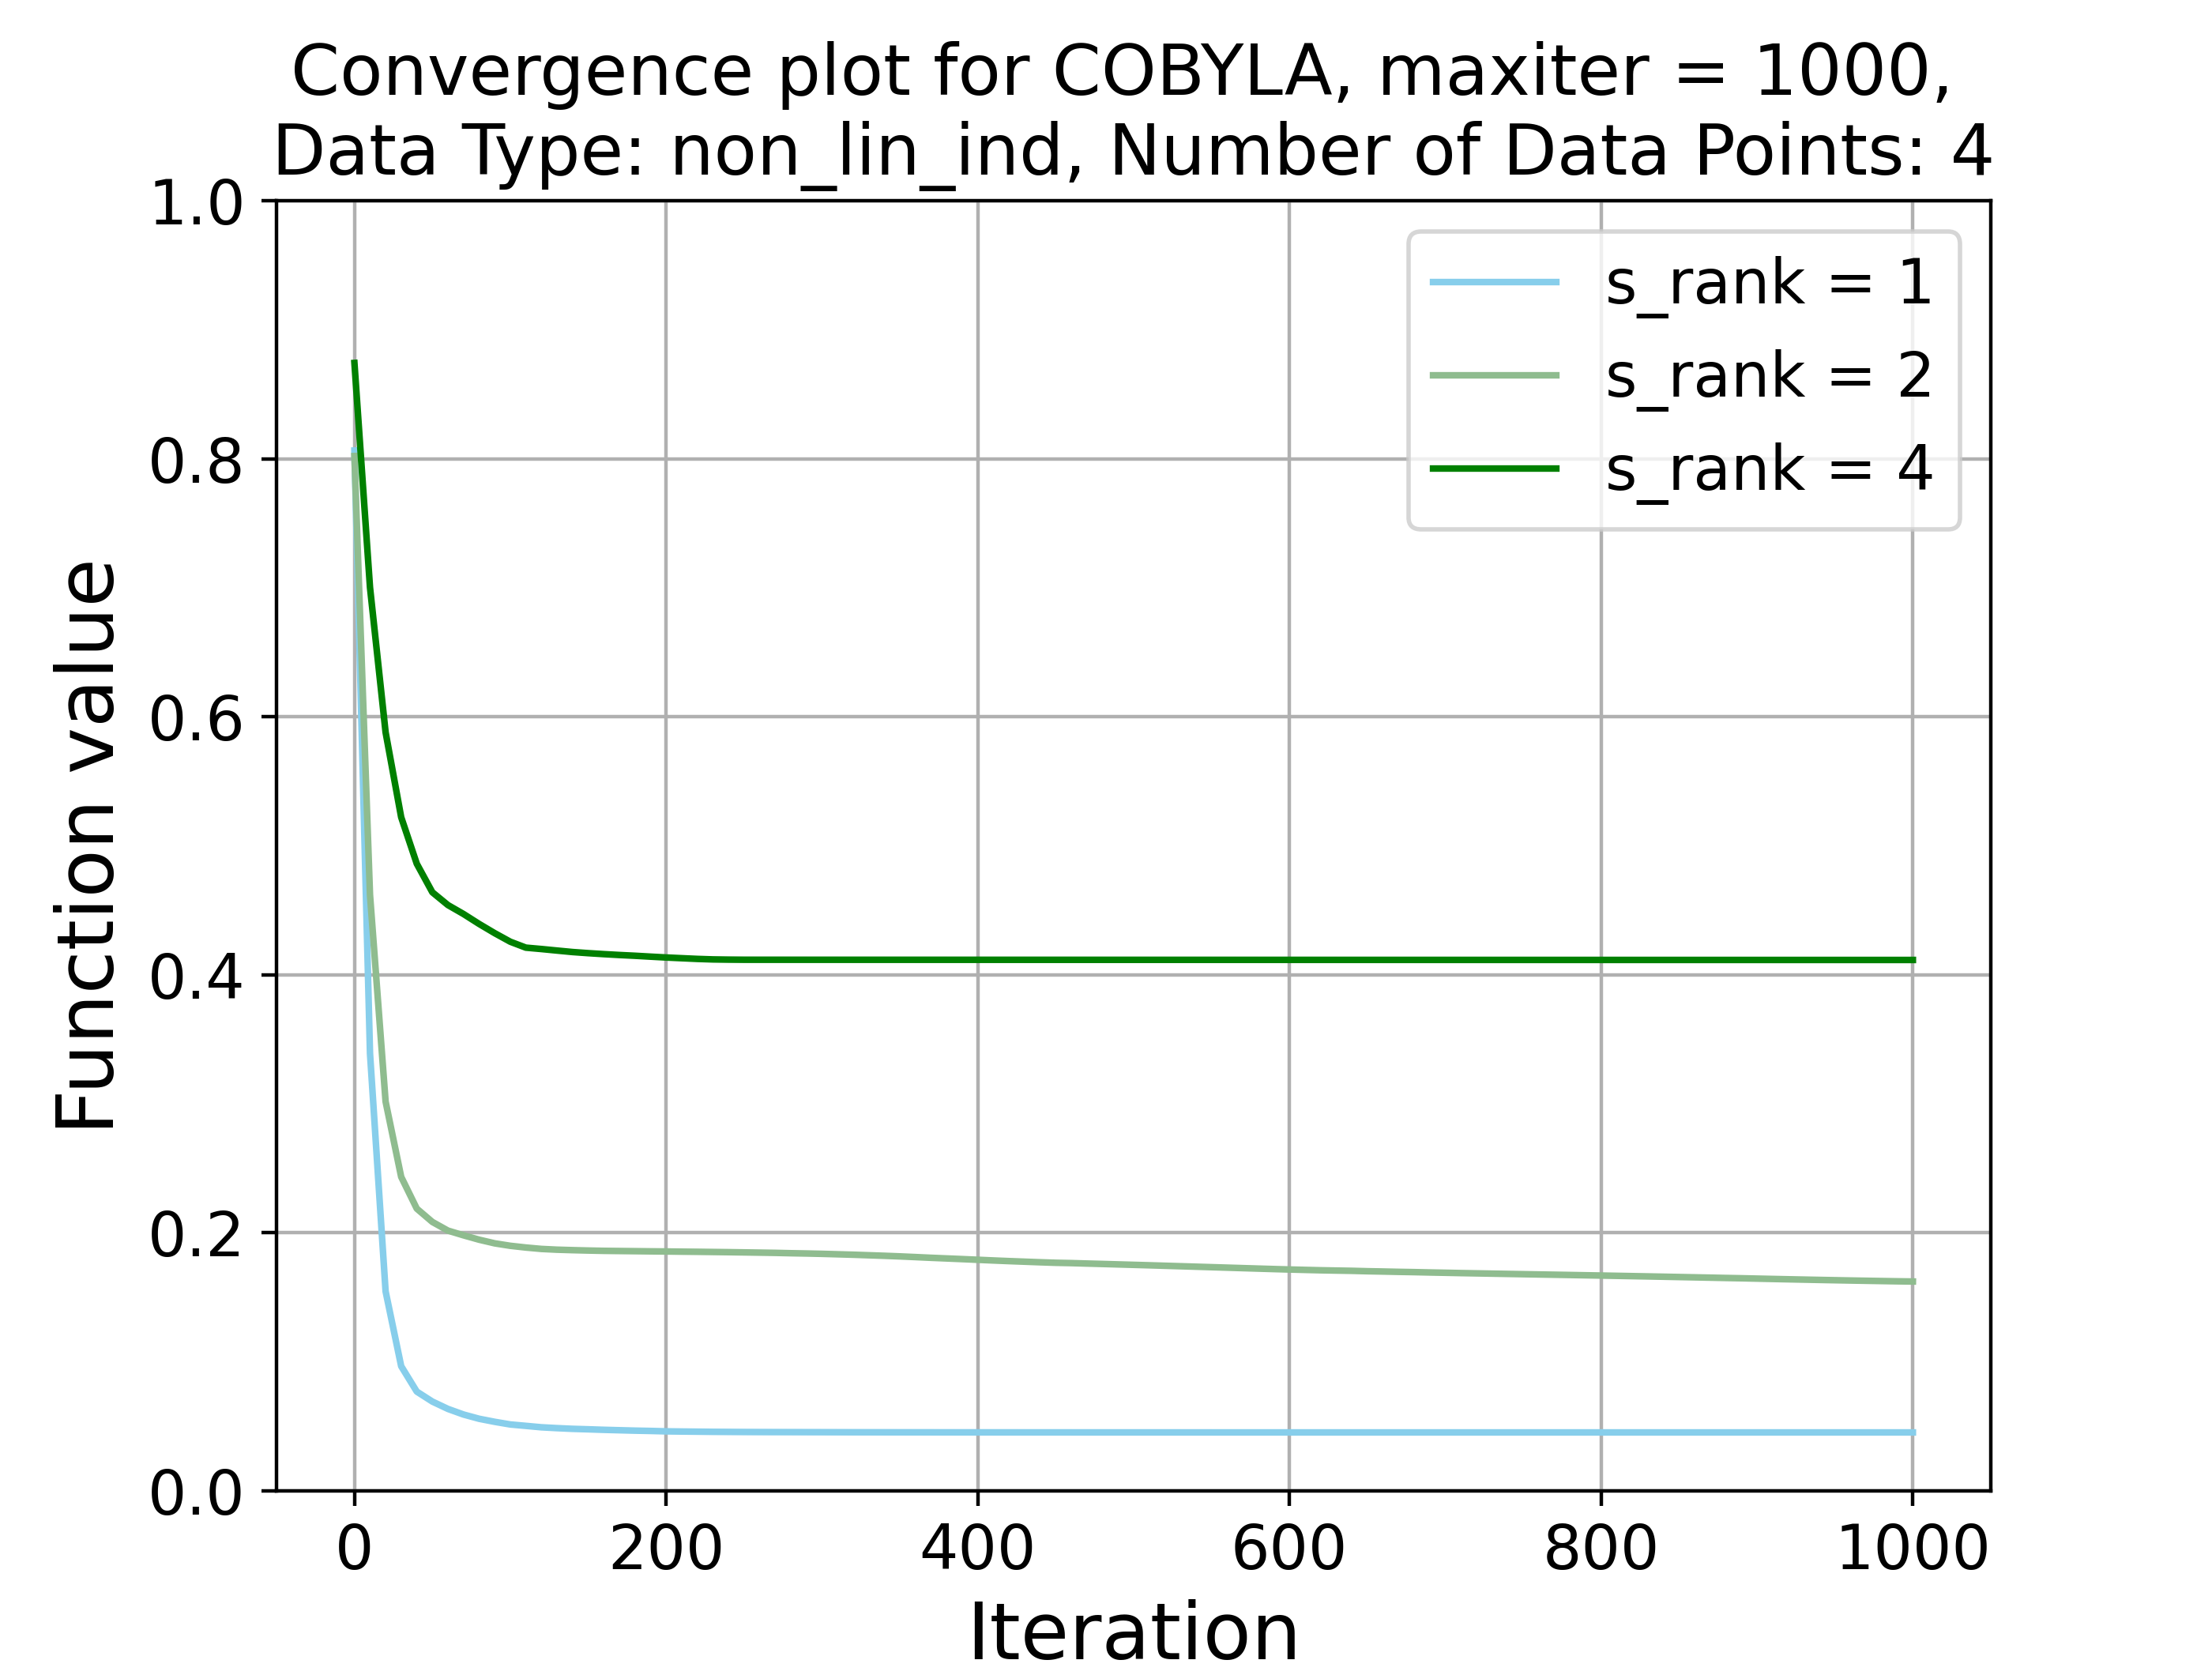 Convergence plot for COBYLA, maxiter = 1000,
Data Type: non_lin_ind, Number of Data Points: 4
1.0
0.8
0.6
0.4
0.2
0.0
Function value
s_rank = 1
s_rank = 2
s_rank = 4
0 200 400 600 800 1000
Iteration